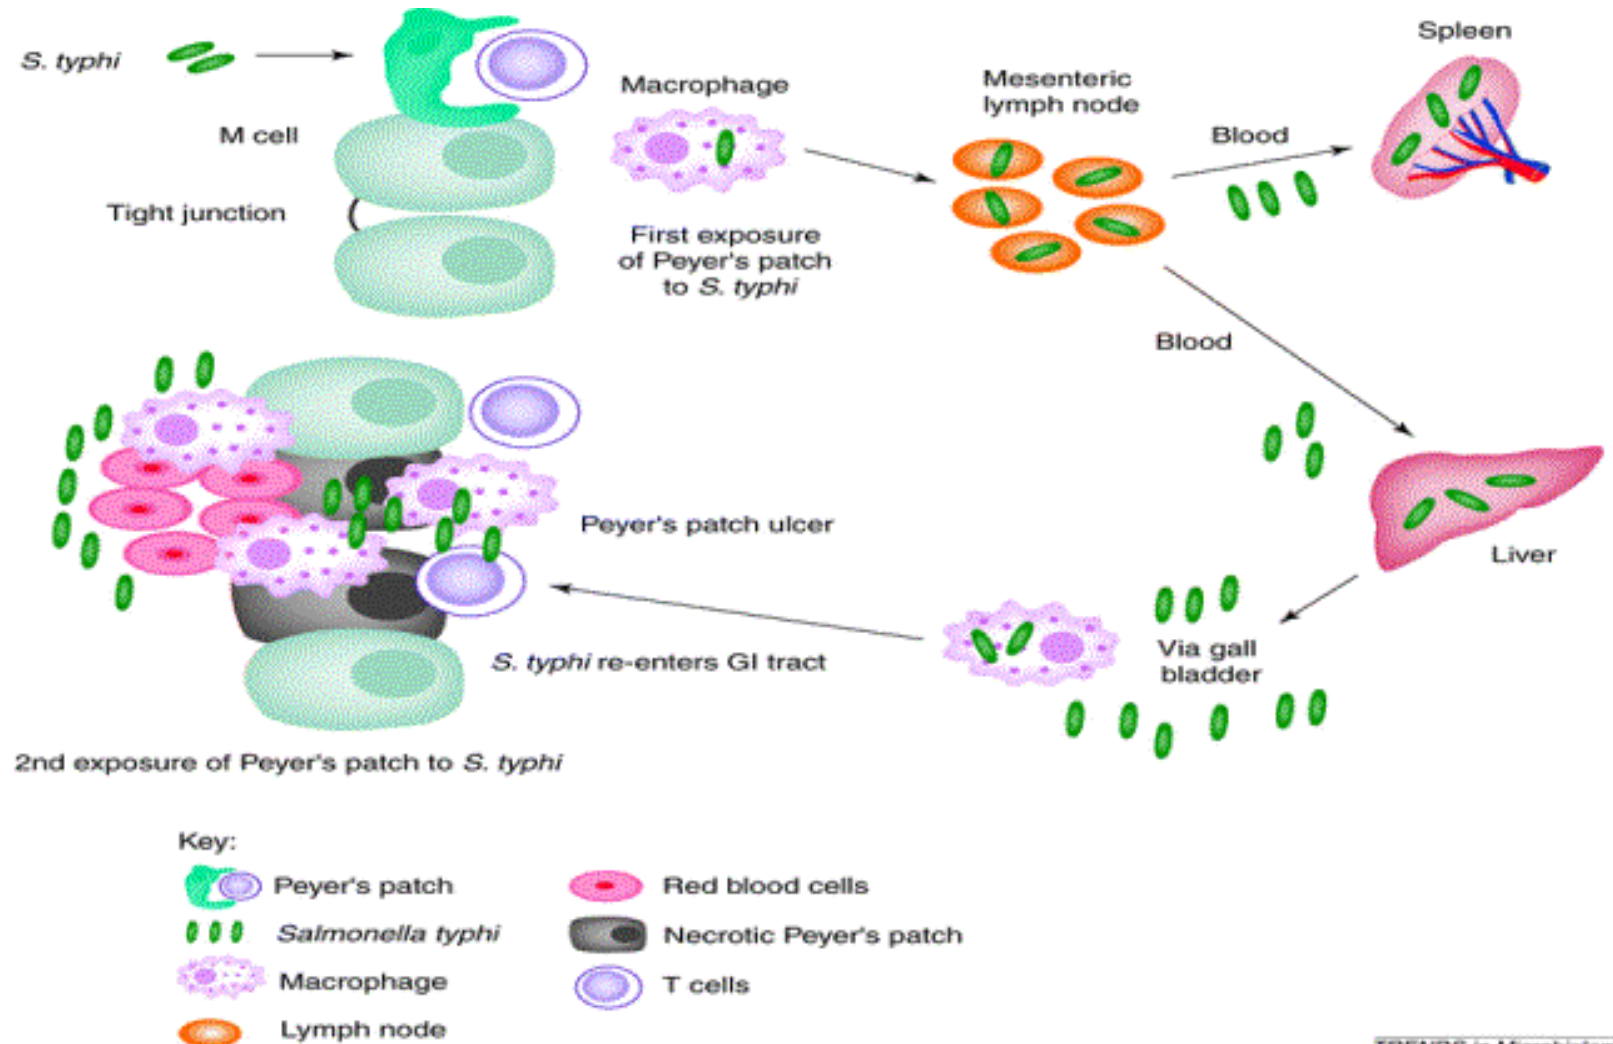 S. typhi
M cell
Tight junction
Macrophage
First exposure
of Peyer's patch
to S. typhi
Mesenteric
lymph node
Blood
Spleen
Blood
Liver
Via gall
bladder
S. typhi re-enters GI tract
Peyer's patch ulcer
2nd exposure of Peyer's patch to S. typhi
Key:
Peyer's patch
Salmonella typhi
Macrophage
Lymph node
Red blood cells
Necrotic Peyer's patch
T cells